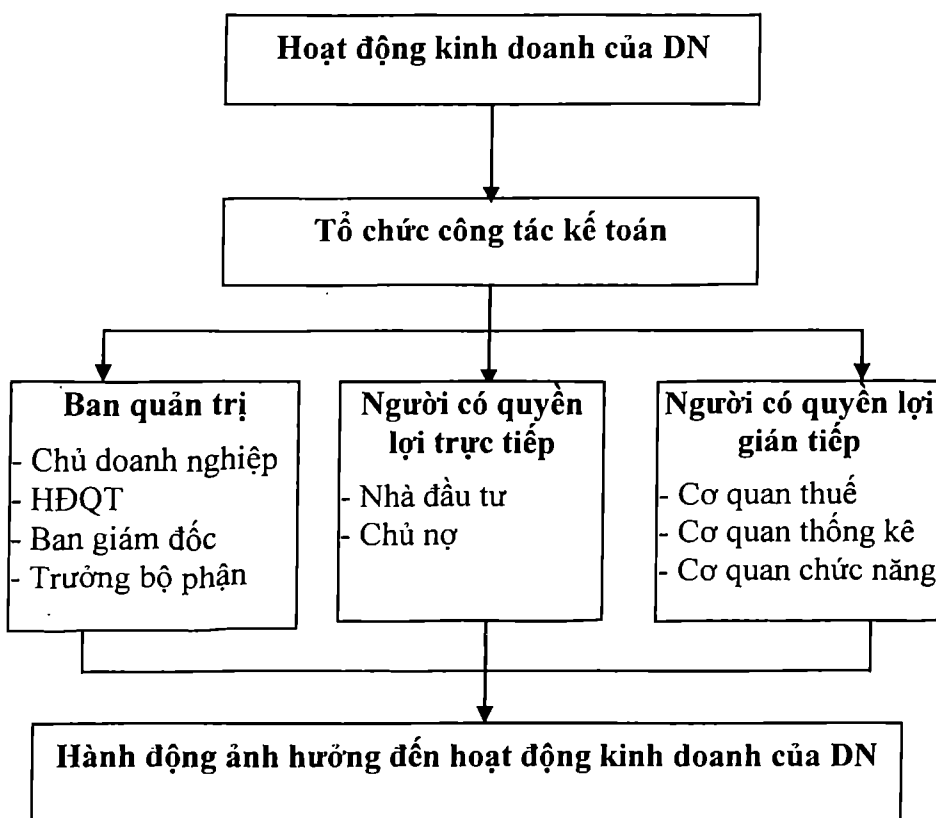 Hoạt động kinh doanh của DN
Tổ chức công tác kế toán
Ban quản trị
- Chủ doanh nghiệp
- HĐQT
- Ban giám đốc
- Trưởng bộ phận
Người có quyền
lợi trực tiếp
- Nhà đầu tư
- Chủ nợ
Người có quyền lợi
gián tiếp
- Cơ quan thuế
- Cơ quan thống kê
- Cơ quan chức năng
Hành động ảnh hưởng đến hoạt động kinh doanh của DN